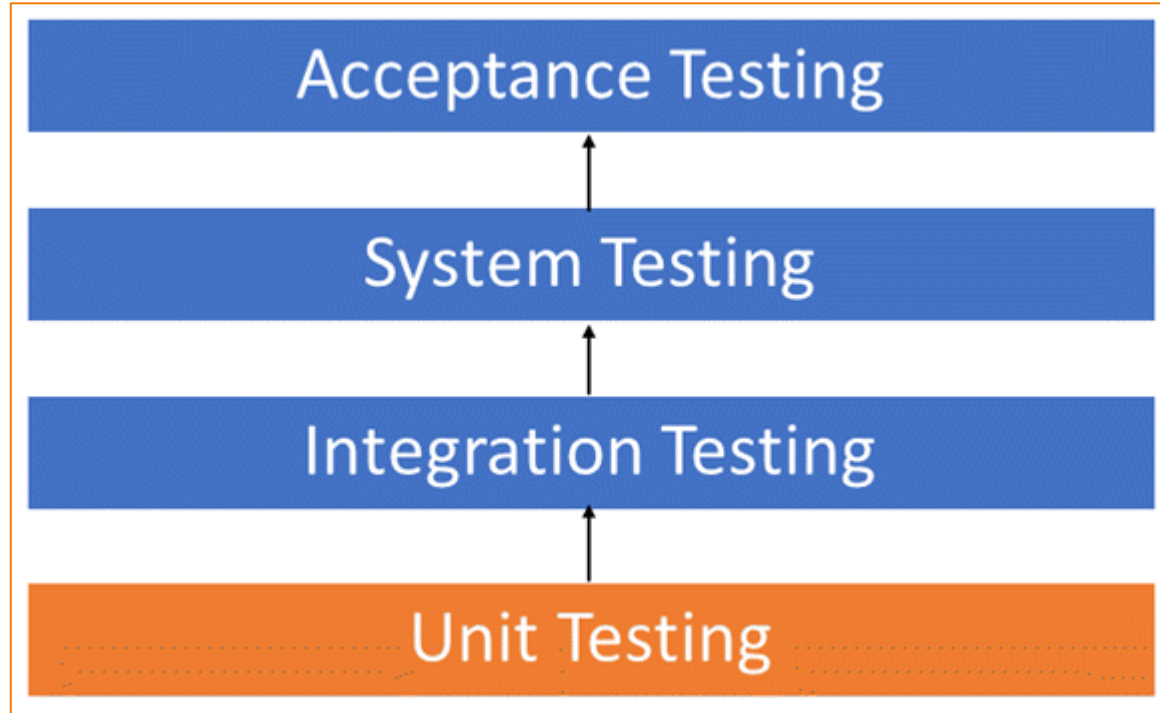 Acceptance Testing
System Testing
Integration Testing
Unit Testing